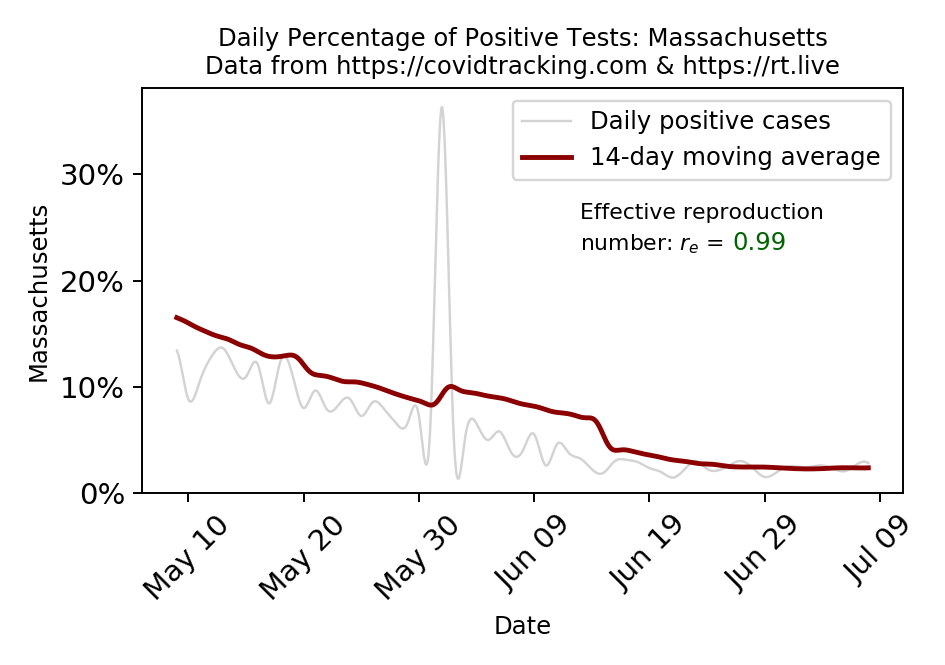 Daily Percentage of Positive Tests: Massachusetts
Data from https://covidtracking.com & https://rt.live
Daily positive cases
14-day moving average
Effective reproduction
number: rₑ = 0.99
Massachusetts
30%
20%
10%
0%
May 10
May 20
May 30
Jun 09
Jun 19
Jun 29
Jul 09
Date